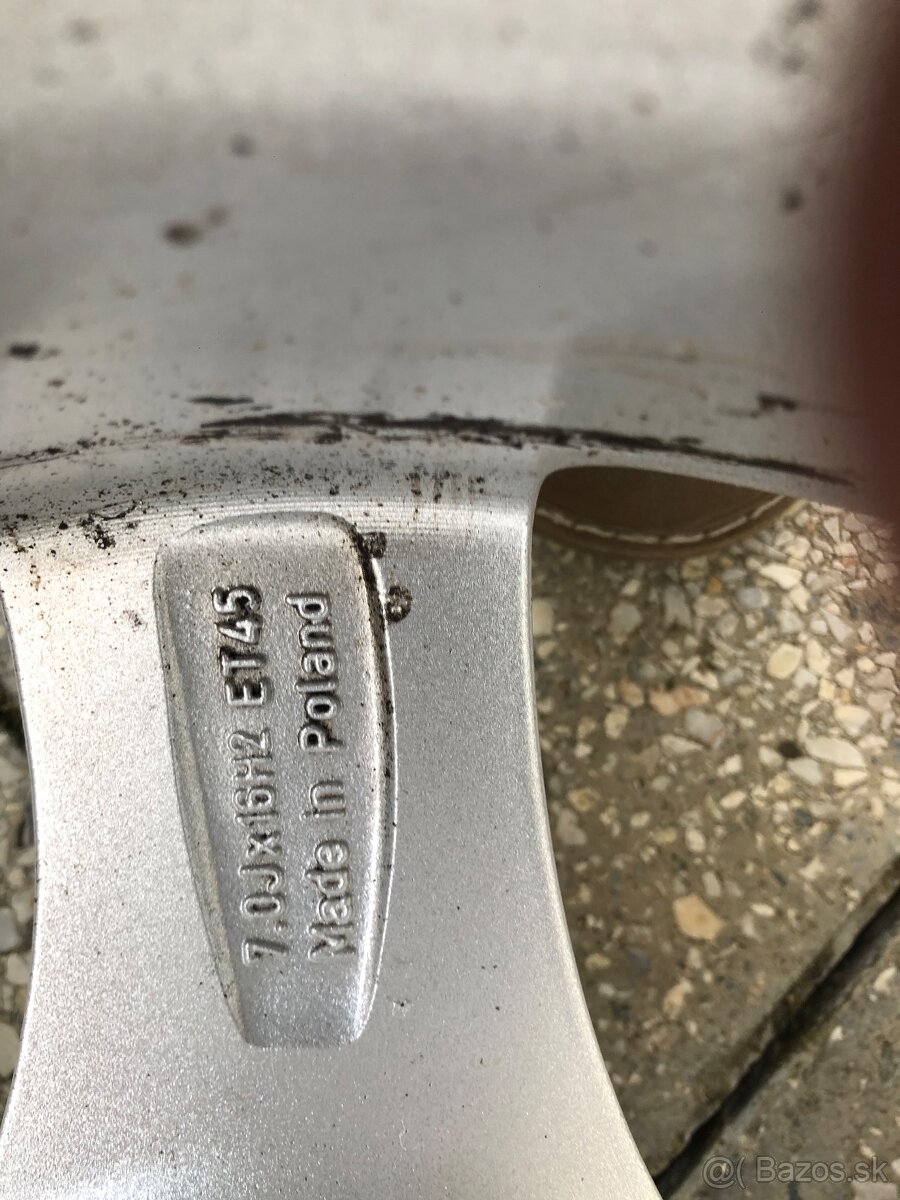 7.0Jx16H2 ET45
Made in Poland
@( Bazos.sk